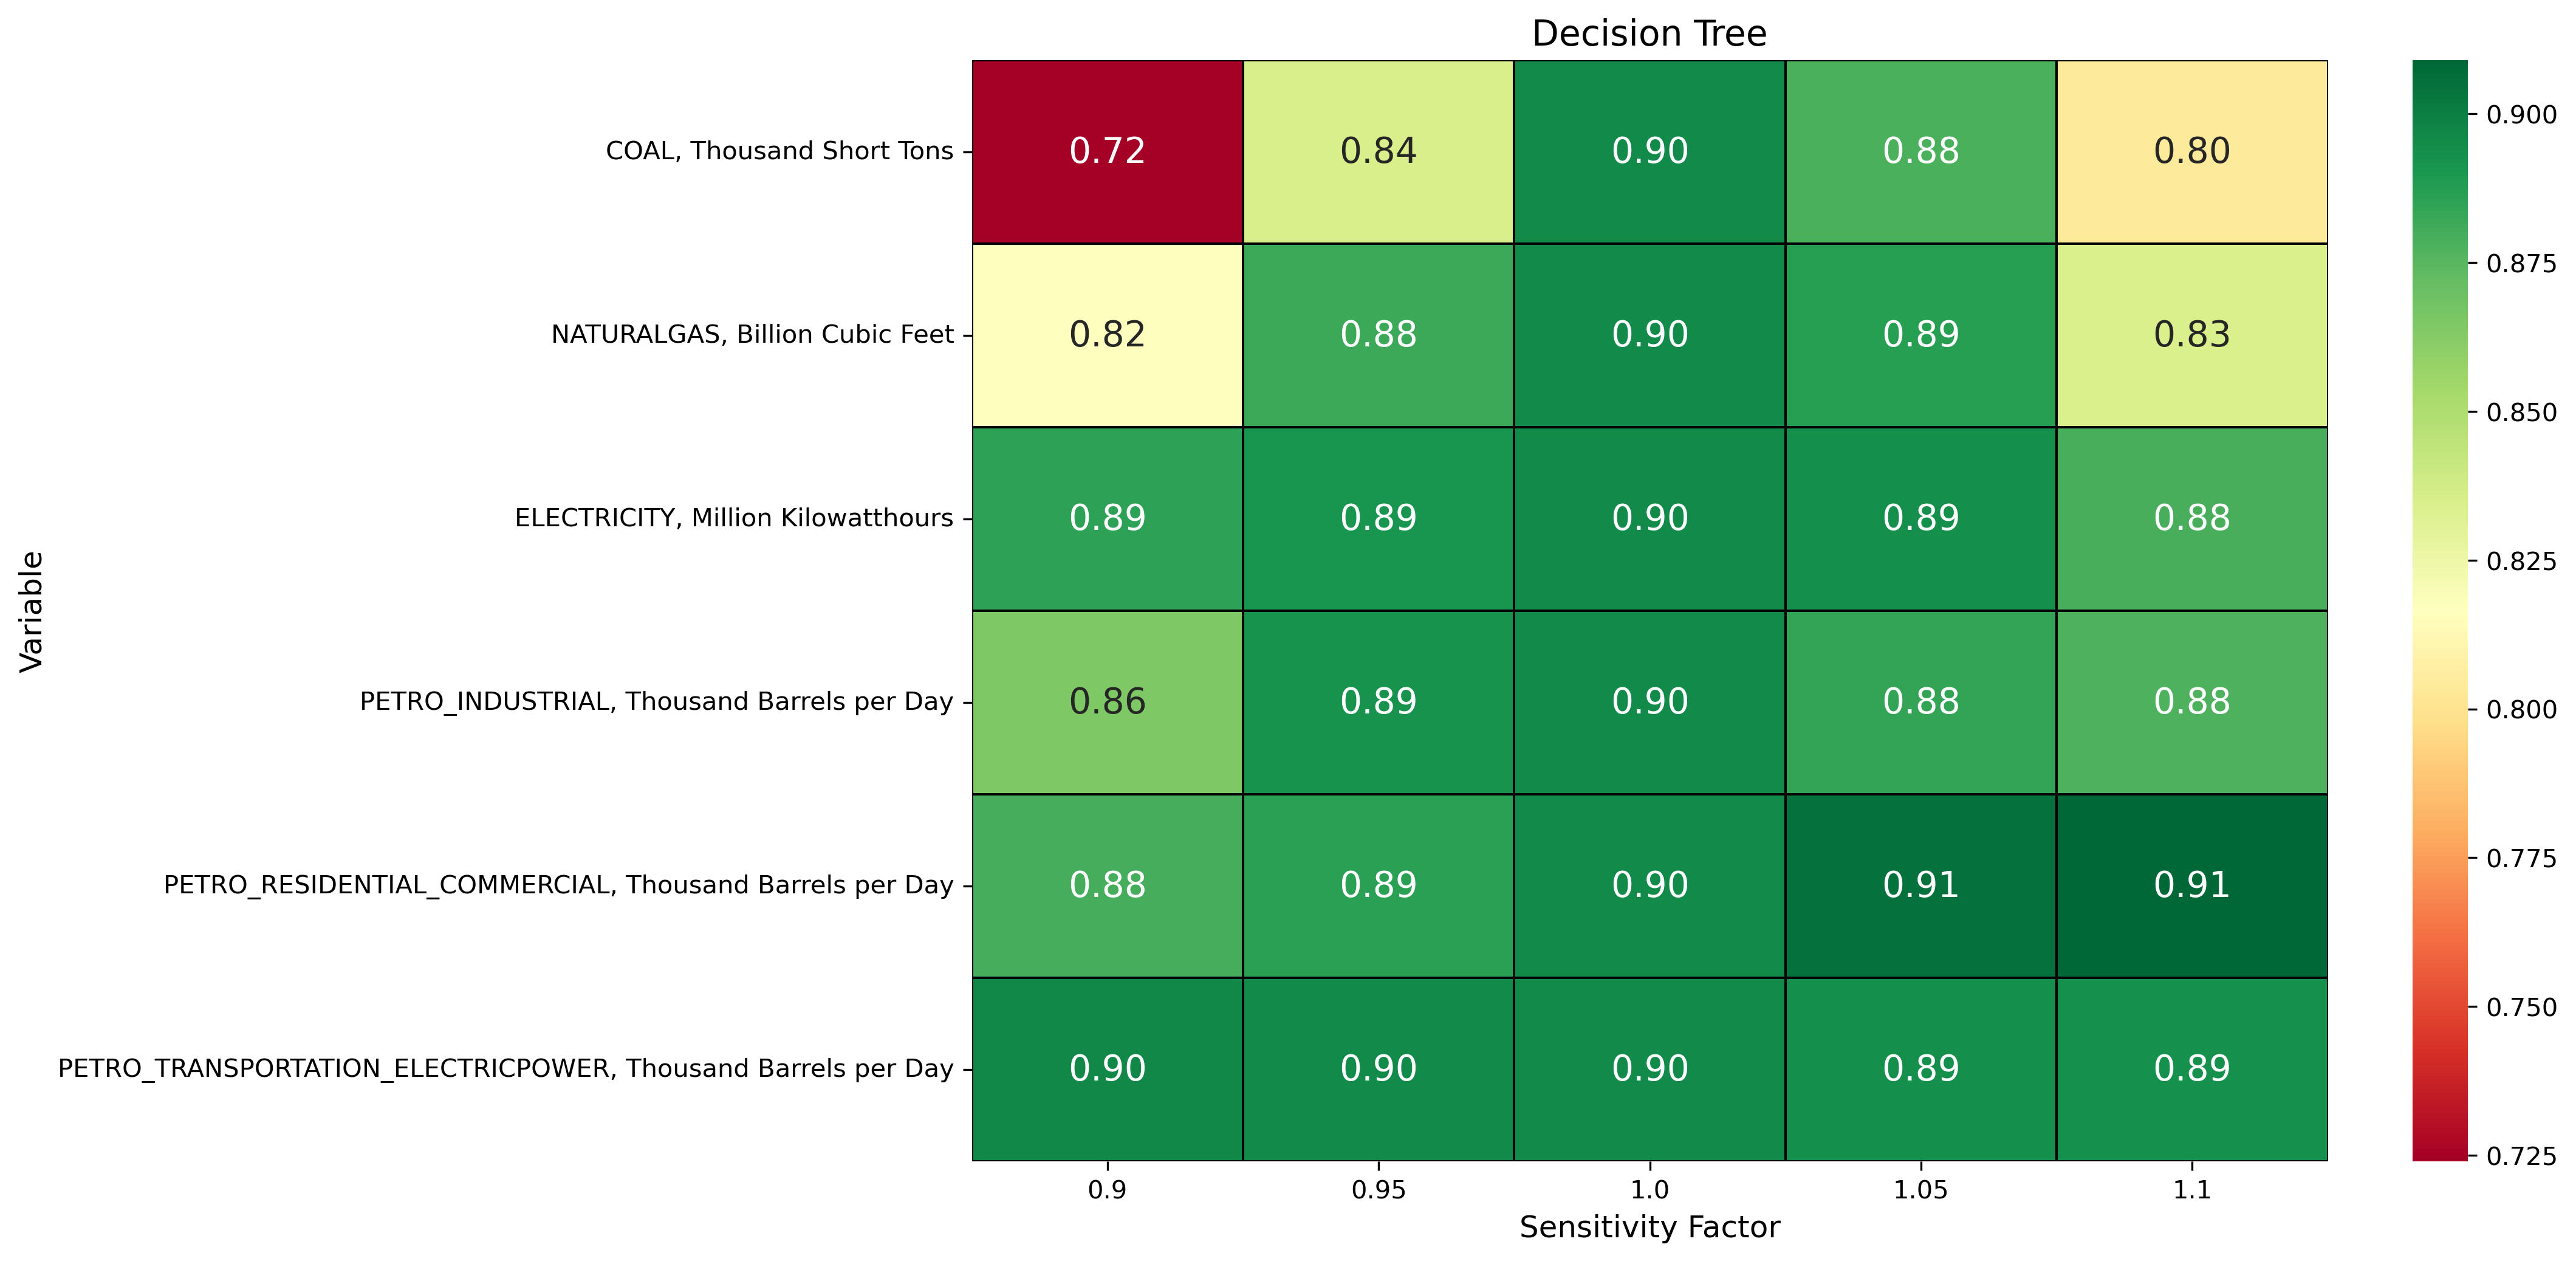 Decision Tree
Variable
COAL, Thousand Short Tons 0.72 0.84 0.90 0.88 0.80
NATURALGAS, Billion Cubic Feet 0.82 0.88 0.90 0.89 0.83
ELECTRICITY, Million Kilowatthours 0.89 0.89 0.90 0.89 0.88
PETRO_INDUSTRIAL, Thousand Barrels per Day 0.86 0.89 0.90 0.88 0.88
PETRO_RESIDENTIAL_COMMERCIAL, Thousand Barrels per Day 0.88 0.89 0.90 0.91 0.91
PETRO_TRANSPORTATION_ELECTRICPOWER, Thousand Barrels per Day 0.90 0.90 0.90 0.89 0.89
0.9 0.95 1.0 1.05 1.1
Sensitivity Factor
0.900
0.875
0.850
0.825
0.800
0.775
0.750
0.725